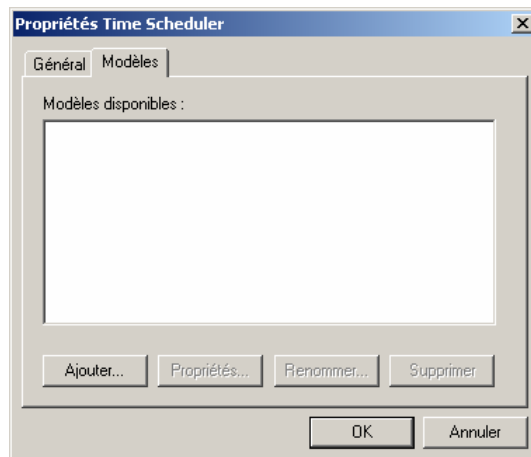 Propriétés Time Scheduler
Général Modèles
Modèles disponibles :
Ajouter... Propriétés... Renommer... Supprimer
OK Annuler